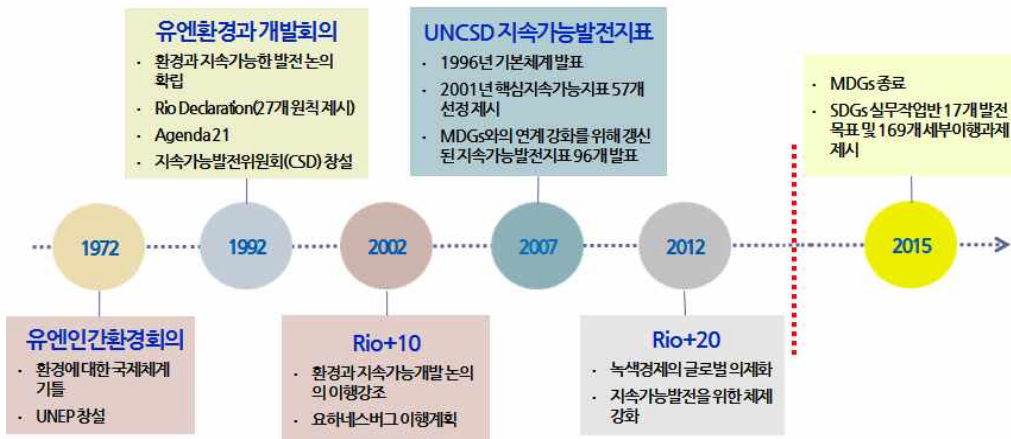 유엔환경과 개발회의
· 환경과 지속가능한 발전 논의
확립
· Rio Declaration(27개 원칙 제시)
· Agenda 21
· 지속가능발전위원회(CSD) 창설
UNCSD 지속가능발전지표
· 1996년 기본체계 발표
· 2001년 핵심지속가능지표 57개
선정 제시
· MDGs와의 연계 강화를 위해 갱신
된 지속가능발전지표 96개 발표
· MDGs 종료
· SDGs 실무작업반 17개 발전
목표 및 169개 세부이행과제
제시
1972
1992
2002
2007
2012
2015
유엔인간환경회의
· 환경에 대한 국제체계
기틀
· UNEP 창설
Rio+10
· 환경과 지속가능개발 논의
의 이행강조
· 요하네스버그 이행계획
Rio+20
· 녹색경제의 글로벌 의제화
· 지속가능발전을 위한 체제
강화